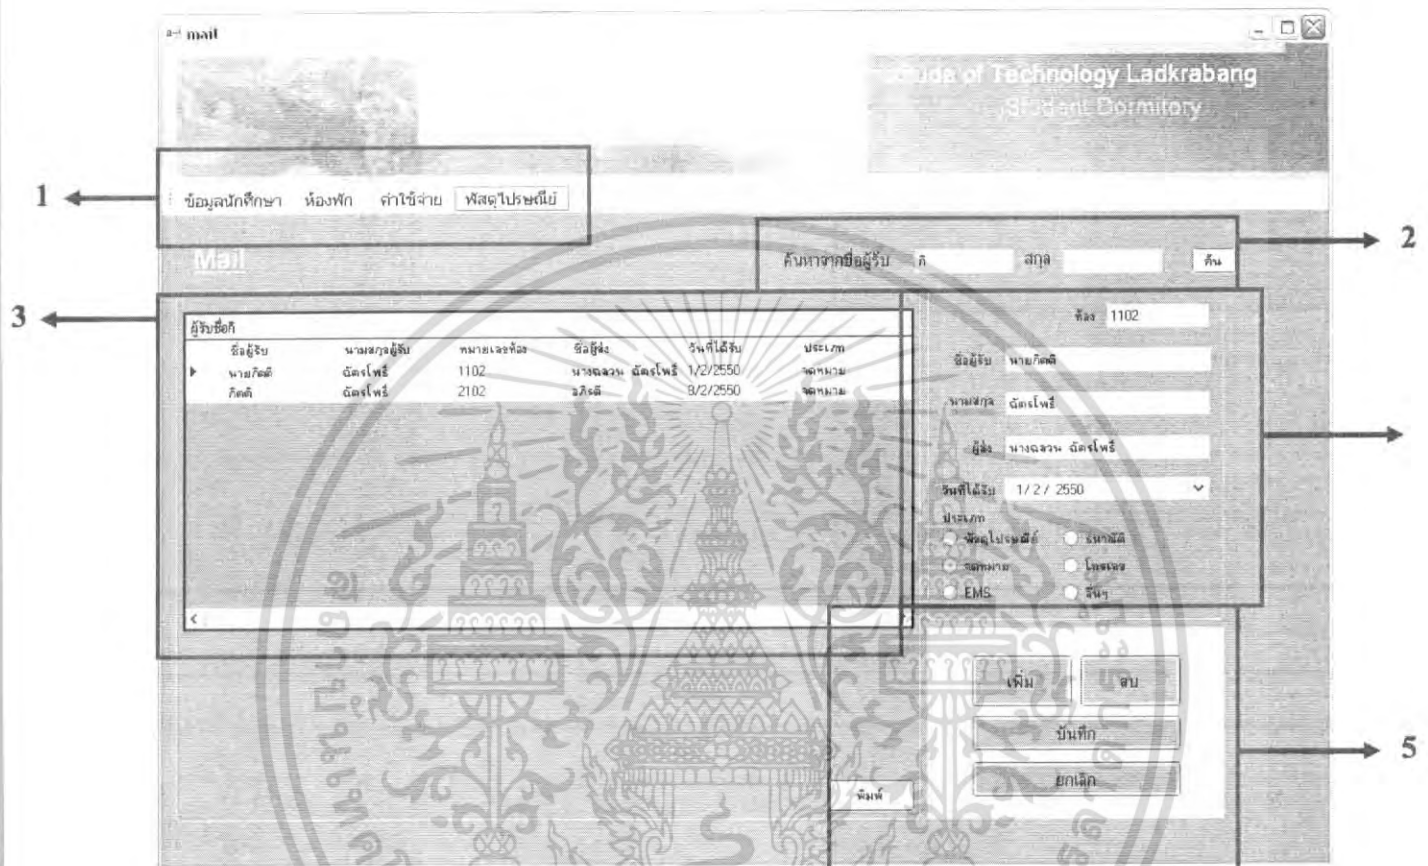 mail
Technology Ladkrabang
Student Dormitory
1
ข้อมูลนักศึกษา ห้องพัก ค่าใช้จ่าย พัสดุไปรษณีย์
2
Mail
ค้นหาจากชื่อผู้รับ กิ สกุล ค้น
3
ผู้รับชื่อกิ
ชื่อผู้รับ นามสกุลผู้รับ หมายเลขห้อง ชื่อผู้ส่ง วันที่ได้รับ ประเภท
นายกิตติ ฉัตรโพธิ์ 1102 นางฉลวน ฉัตรโพธิ์ 1/2/2550 จดหมาย
กิตติ ฉัตรโพธิ์ 2102 อภิรดี 8/2/2550 จดหมาย
ห้อง 1102
ชื่อผู้รับ นายกิตติ
นามสกุล ฉัตรโพธิ์
ผู้ส่ง นางฉลวน ฉัตรโพธิ์
วันที่ได้รับ 1/ 2 / 2550
ประเภท
พัสดุไปรษณีย์ ธนาณัติ
จดหมาย โทรเลข
EMS อื่นๆ
เพิ่ม ลบ
บันทึก
5
ยกเลิก
พิมพ์